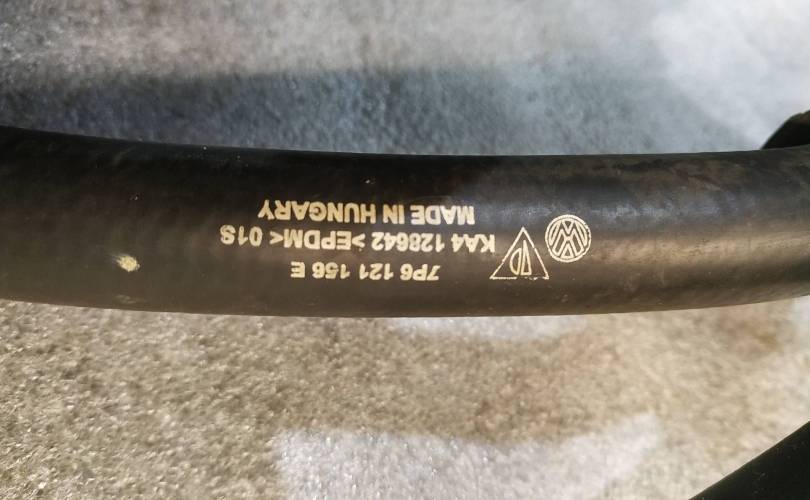 7P6 121 156 E
KA4 128642 >EPDM< 01S
MADE IN HUNGARY